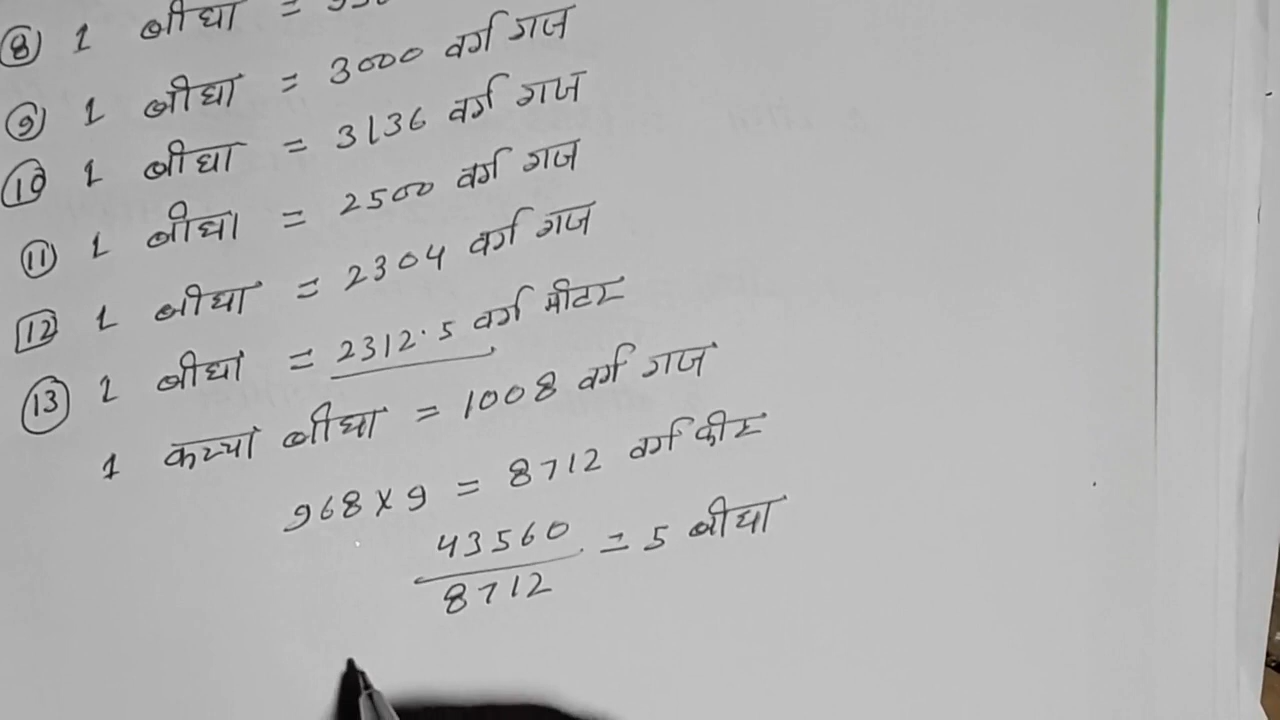 8 1 बीघा =
9 1 बीघा = 3000 वर्ग गज
10 1 बीघा = 3136 वर्ग गज
11 1 बीघा = 2500 वर्ग गज
12 1 बीघा = 2304 वर्ग गज
13 1 बीघा = 2312.5 वर्ग मीटर
1 कच्चा बीघा = 1008 वर्ग गज
968 x 9 = 8712 वर्ग फीट
43560
8712 = 5 बीघा